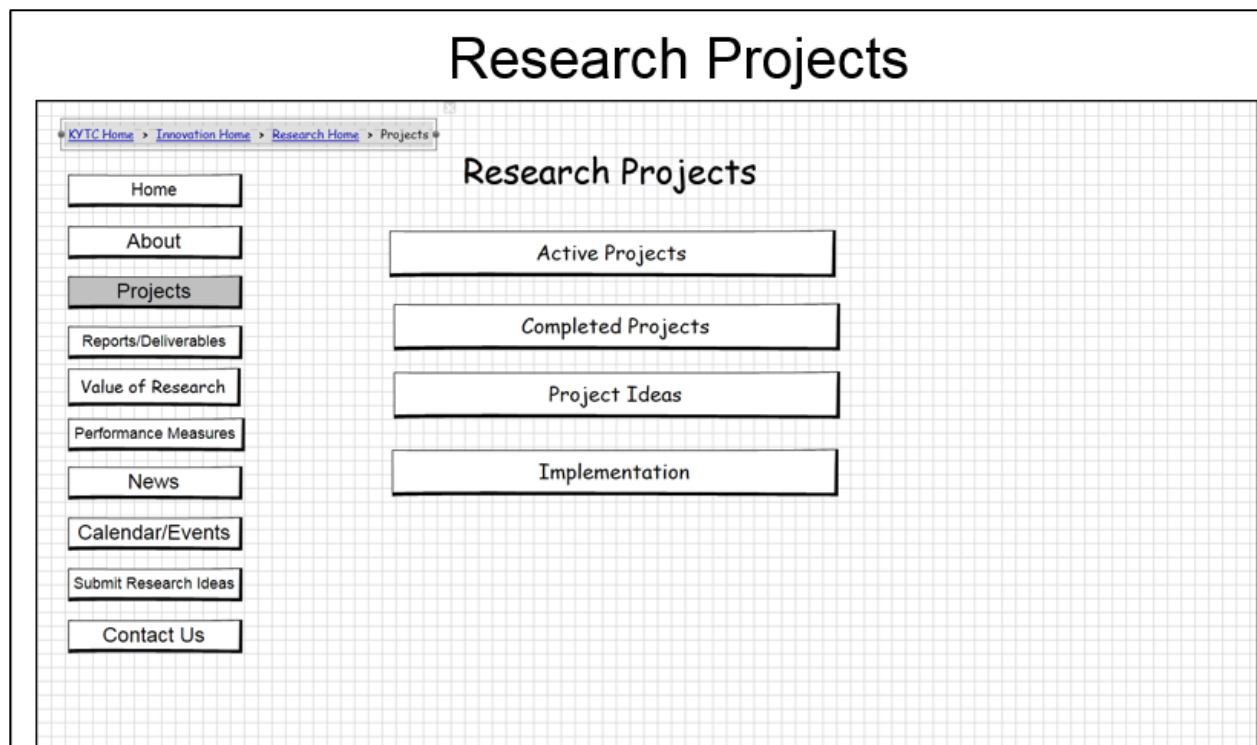 Research Projects
KYTC Home > Innovation Home > Research Home > Projects
Research Projects
Home
About
Projects
Reports/Deliverables
Value of Research
Performance Measures
News
Calendar/Events
Submit Research Ideas
Contact Us
Active Projects
Completed Projects
Project Ideas
Implementation